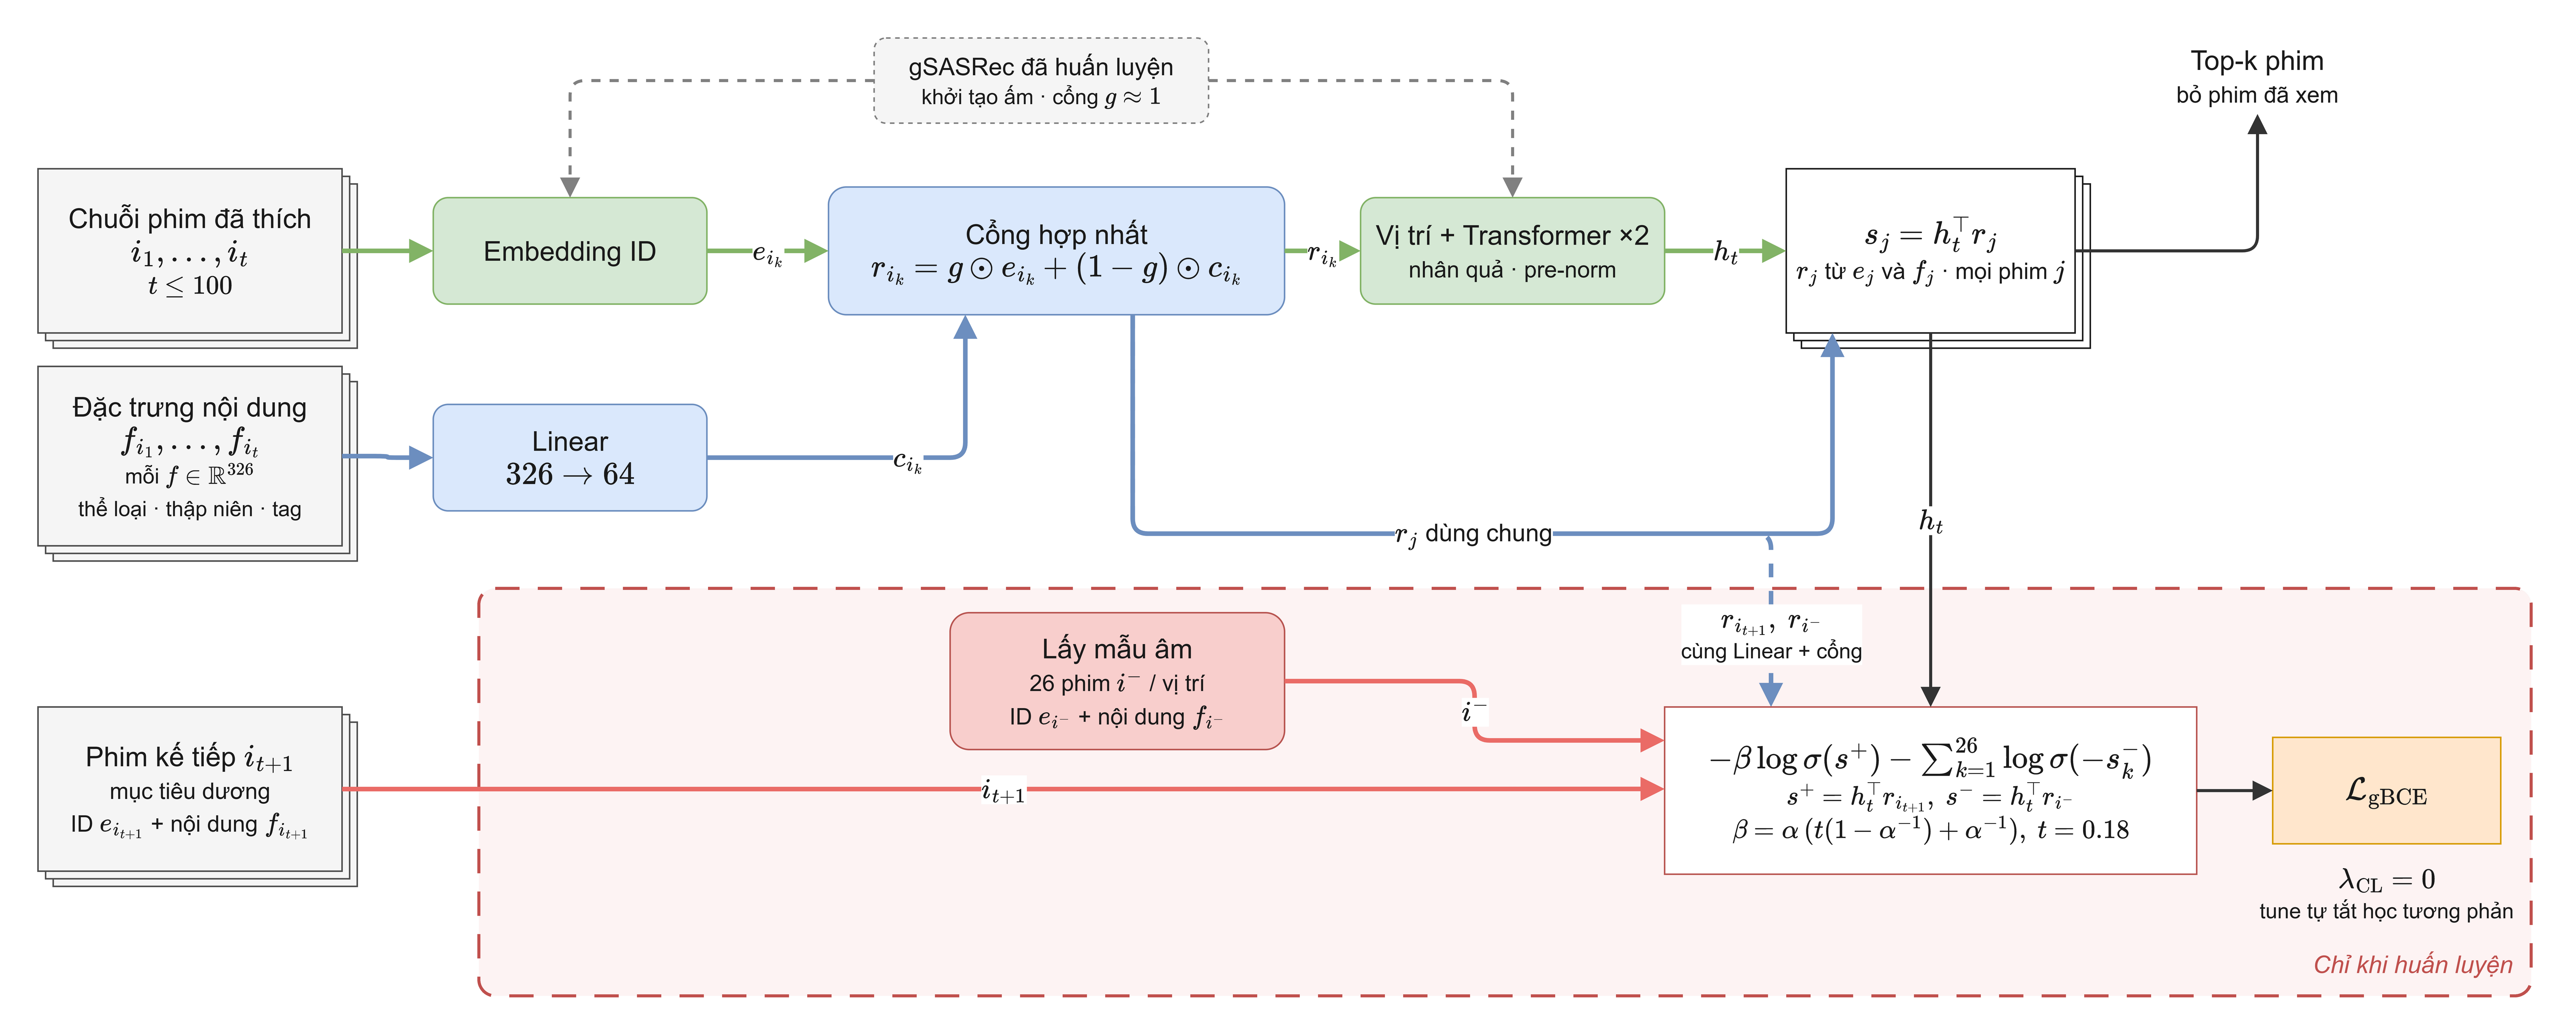 gSASRec đã huấn luyện
khởi tạo ấm · cổng g ≈ 1
Top-k phim
bỏ phim đã xem
Chuỗi phim đã thích
i₁, …, iₜ
t ≤ 100
Embedding ID
e_{i_k}
Cổng hợp nhất
r_{i_k} = g ⊙ e_{i_k} + (1 − g) ⊙ c_{i_k}
r_{i_k}
Vị trí + Transformer ×2
nhân quả · pre-norm
h_t
s_j = h_t^⊤ r_j
r_j từ e_j và f_j · mọi phim j
Đặc trưng nội dung
f_{i_1}, …, f_{i_t}
mỗi f ∈ ℝ^{326}
thể loại · thập niên · tag
Linear
326 → 64
c_{i_k}
r_j dùng chung
h_t
r_{i_{t+1}}, r_{i^−}
cùng Linear + cổng
Lấy mẫu âm
26 phim i^− / vị trí
ID e_{i^−} + nội dung f_{i^−}
i^−
Phim kế tiếp i_{t+1}
mục tiêu dương
ID e_{i_{t+1}} + nội dung f_{i_{t+1}}
i_{t+1}
−β log σ(s^+) − ∑_{k=1}^{26} log σ(−s_k^−)
s^+ = h_t^⊤ r_{i_{t+1}}, s^− = h_t^⊤ r_{i^−}
β = α (t(1 − α^{−1}) + α^{−1}), t = 0.18
ℒ_{gBCE}
λ_{CL} = 0
tune tự tắt học tương phản
Chỉ khi huấn luyện